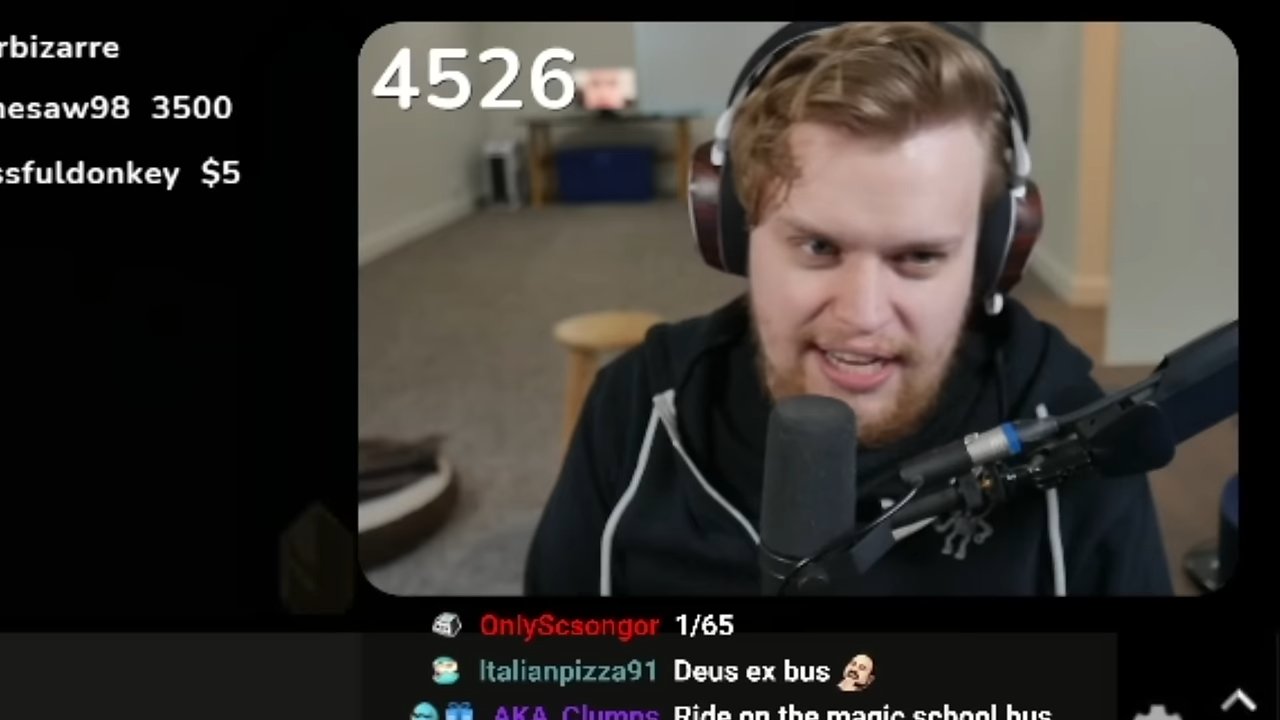 rbizarre
nesaw98 3500
ssfuldonkey $5
4526
OnlyScsongor 1/65
Italianpizza91 Deus ex bus
AKA_Clumps Ride on the magic school bus